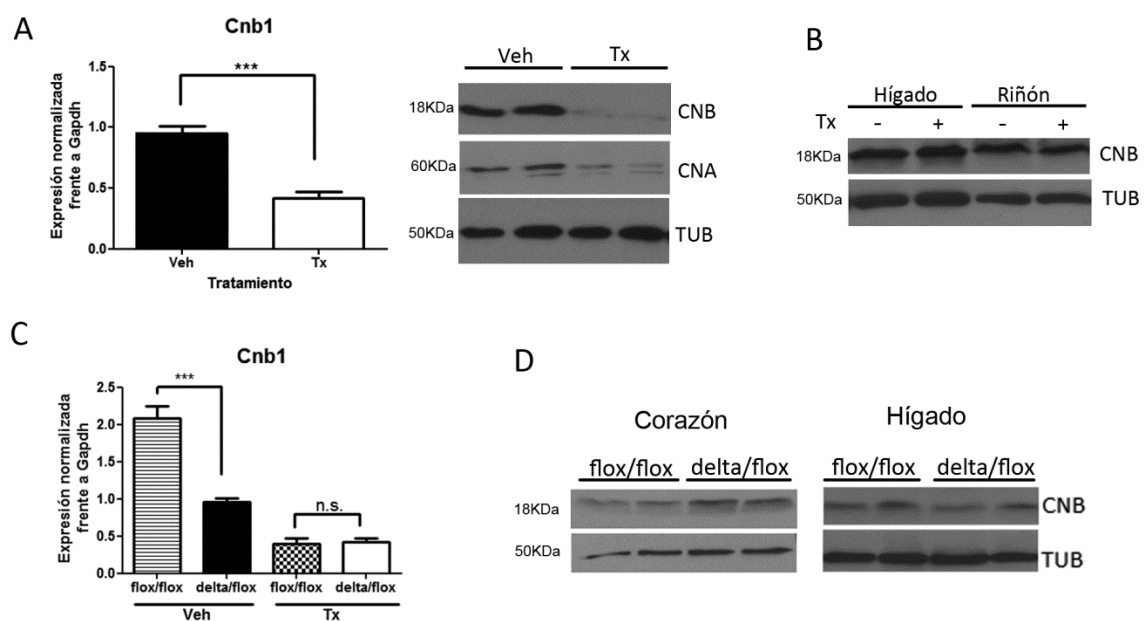 A
Cnb1
Expresión normalizada
frente a Gapdh
1.5
1.0
0.5
0.0
***
Veh
Tx
Tratamiento
Veh Tx
18KDa CNB
60KDa CNA
50KDa TUB
B
Hígado Riñón
Tx - + - +
18KDa CNB
50KDa TUB
C
Cnb1
Expresión normalizada
frente a Gapdh
2.5
2.0
1.5
1.0
0.5
0.0
***
n.s.
flox/flox delta/flox flox/flox delta/flox
Veh Tx
D
Corazón Hígado
flox/flox delta/flox flox/flox delta/flox
18KDa CNB
50KDa TUB